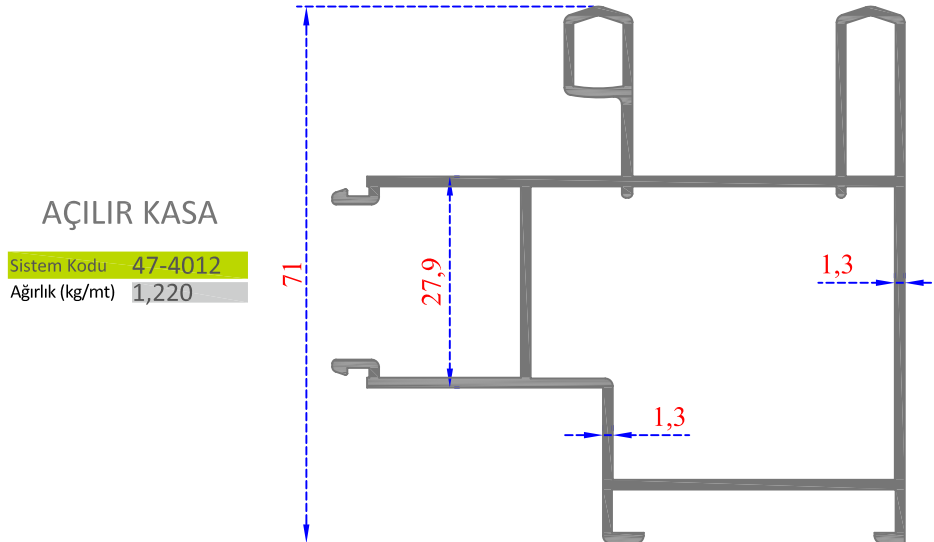 AÇILIR KASA
Sistem Kodu 47-4012
Ağırlık (kg/mt) 1,220
71
27,9
1,3
1,3